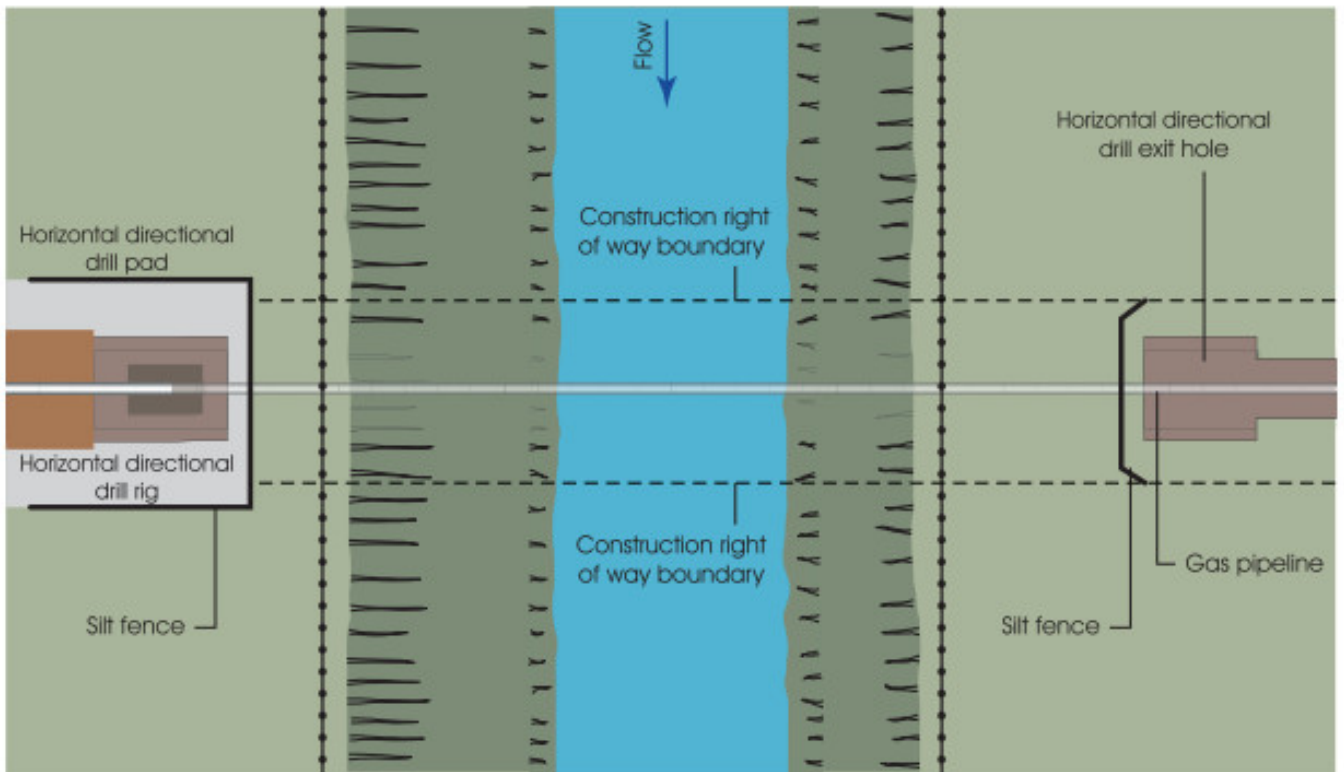 Flow
Horizontal directional
drill exit hole
Construction right
of way boundary
Horizontal directional
drill pad
Horizontal directional
drill rig
Construction right
of way boundary
Gas pipeline
Silt fence
Silt fence